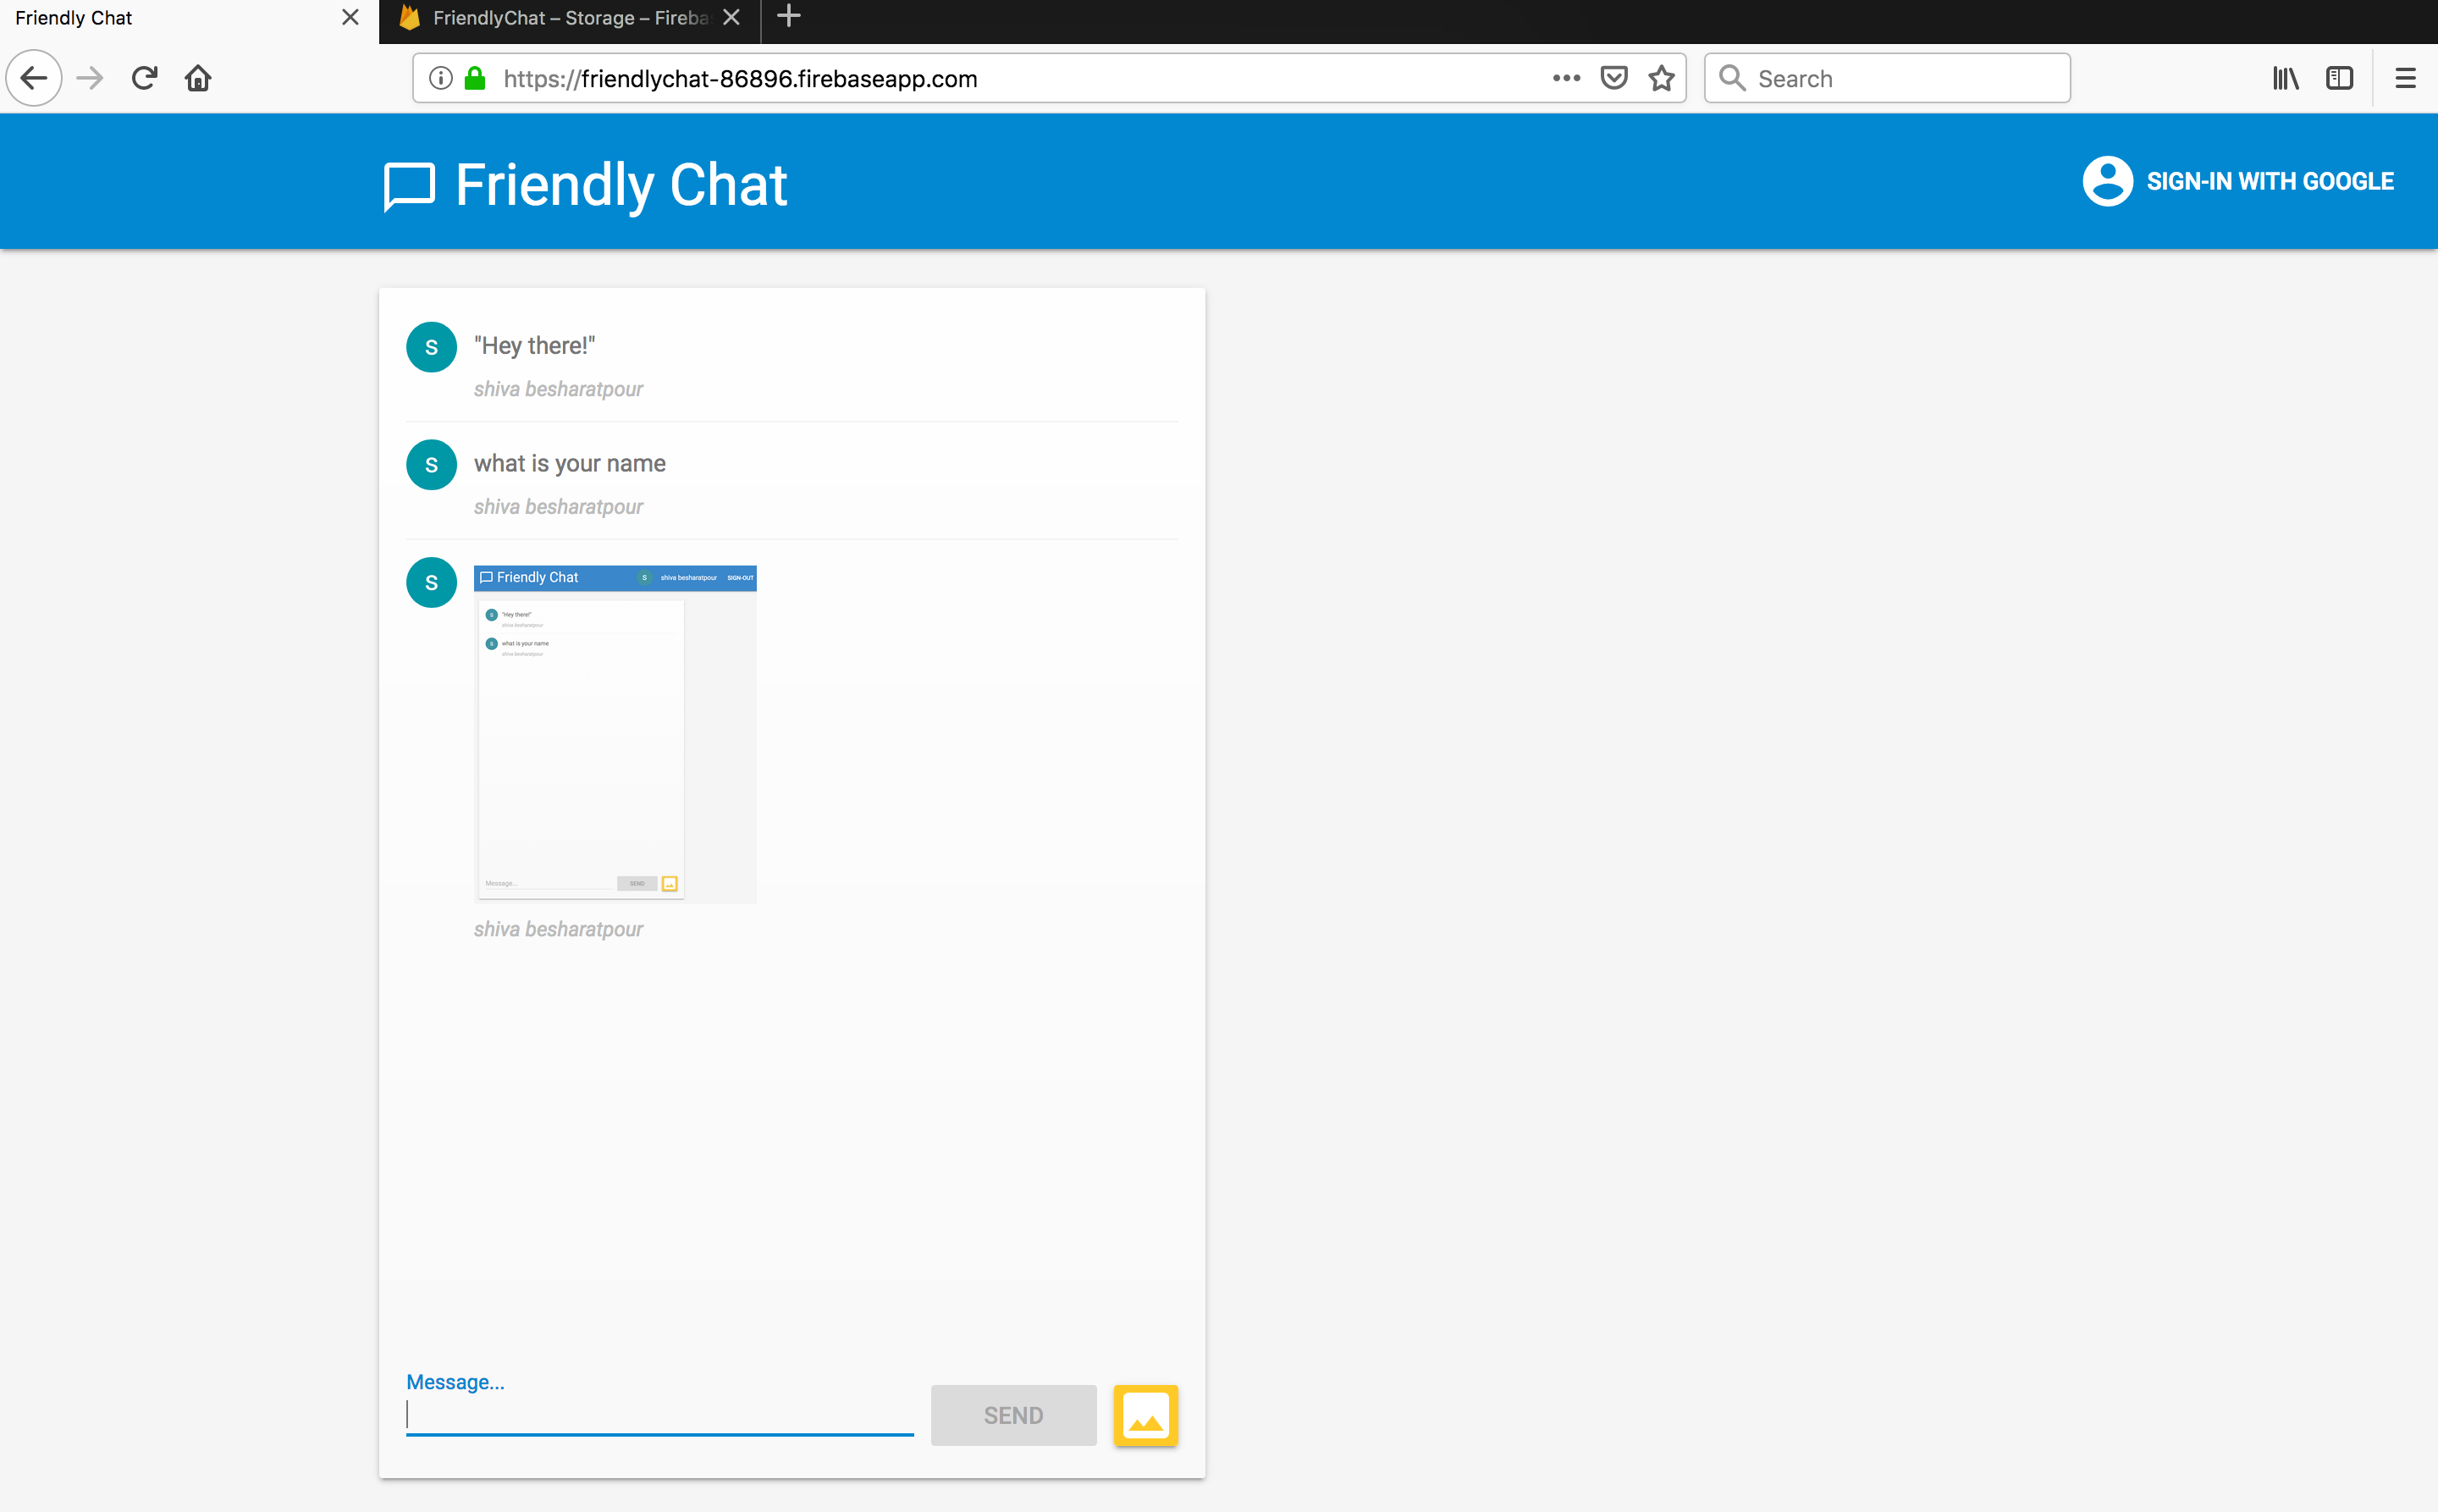 Friendly Chat
FriendlyChat – Storage – Fireba
https://friendlychat-86896.firebaseapp.com
Search
Friendly Chat
SIGN-IN WITH GOOGLE
S
"Hey there!"
shiva besharatpour
S
what is your name
shiva besharatpour
S
Friendly Chat
S
shiva besharatpour
SIGN-OUT
S
"Hey there!"
shiva besharatpour
S
what is your name
shiva besharatpour
Message...
SEND
shiva besharatpour
Message...
SEND